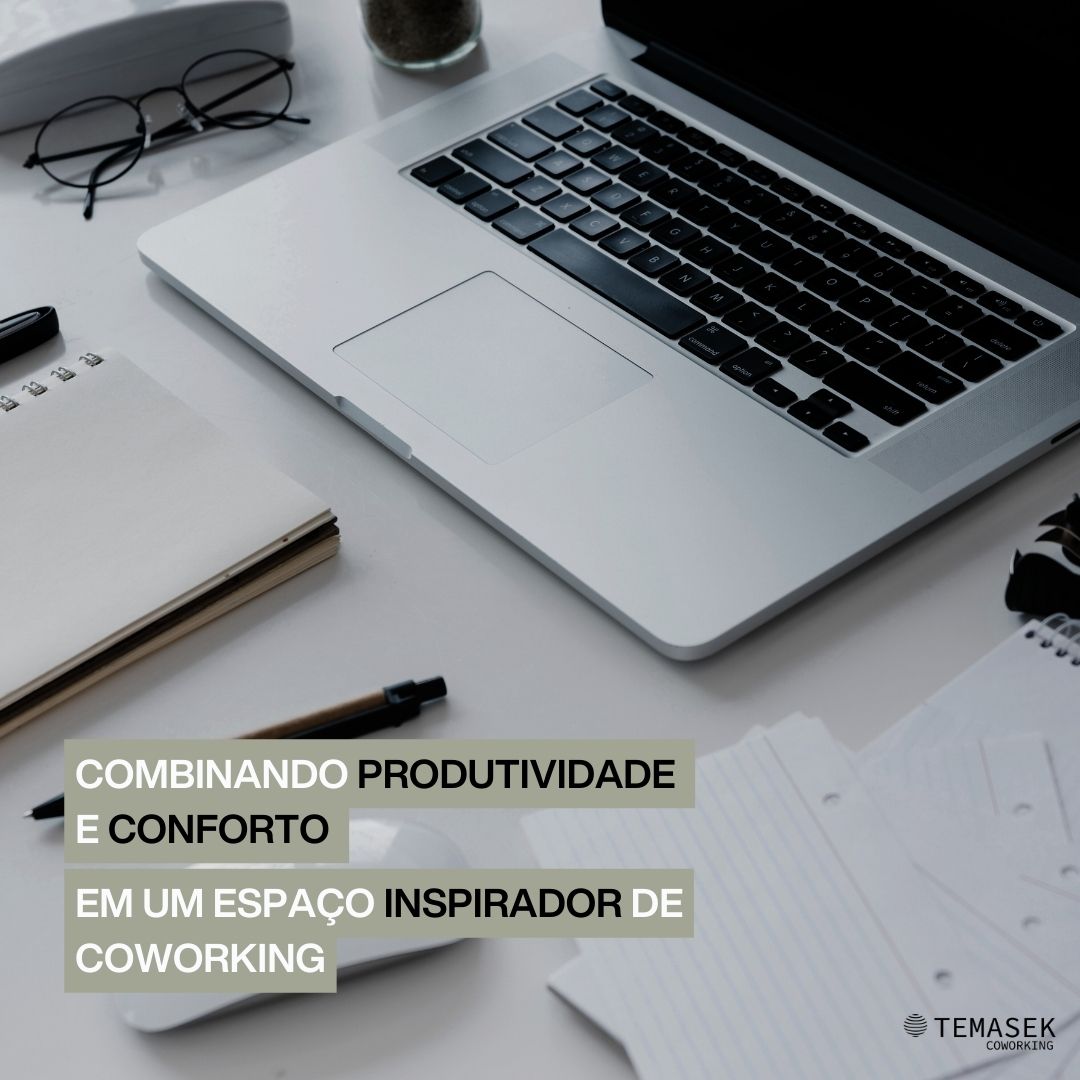 COMBINANDO PRODUTIVIDADE
E CONFORTO
EM UM ESPAÇO INSPIRADOR DE
COWORKING
TEMASEK
COWORKING